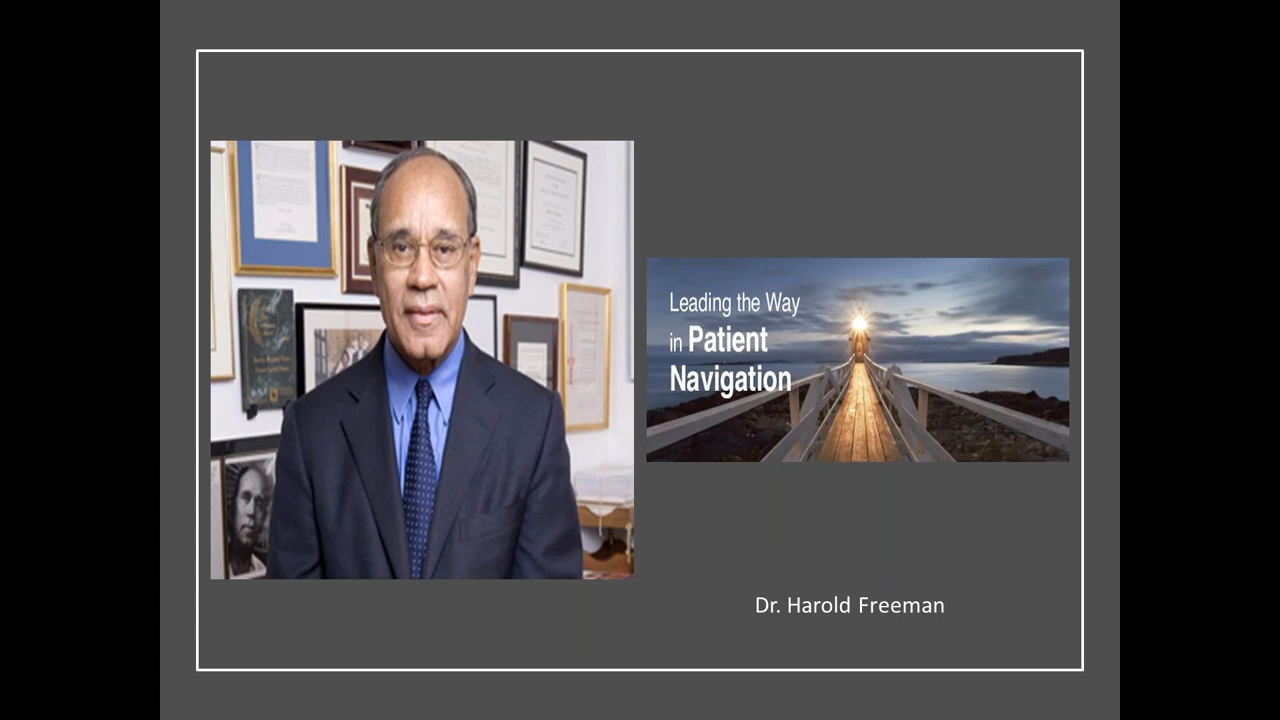 Leading the Way
in Patient
Navigation
Dr. Harold Freeman